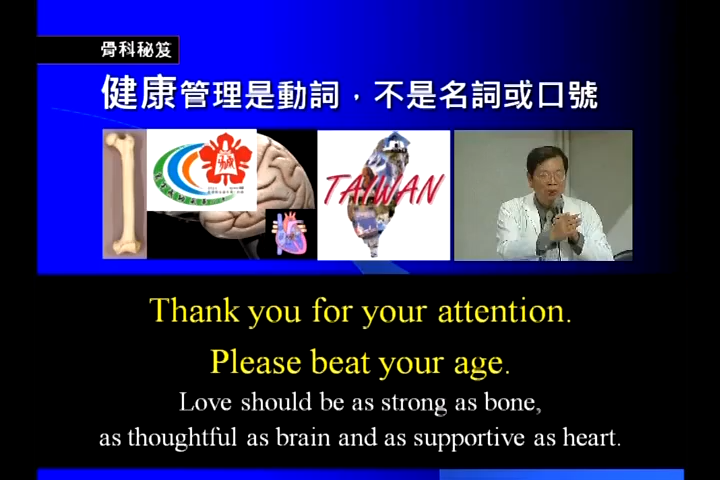 骨科秘笈
健康管理是動詞，不是名詞或口號
TAIWAN
Thank you for your attention.
Please beat your age.
Love should be as strong as bone,
as thoughtful as brain and as supportive as heart.